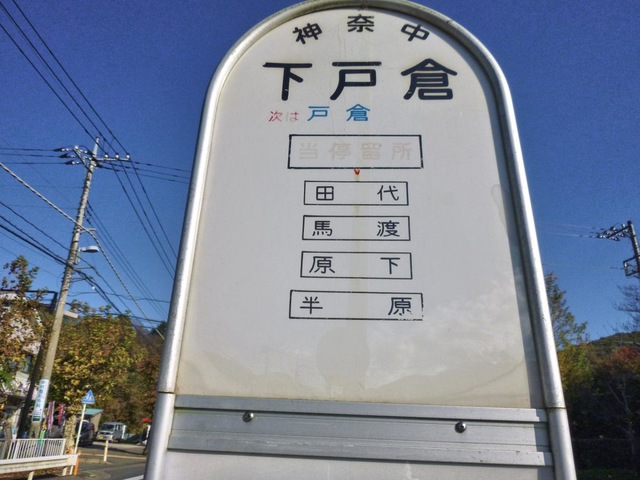 神奈中
下戸倉
次は 戸倉
当停留所
田代
馬渡
原下
半原